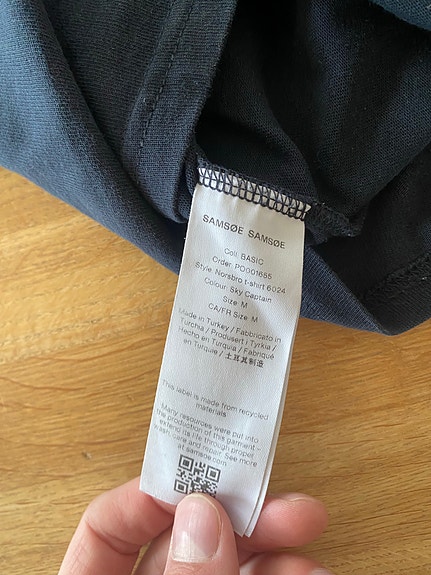 SAMSØE SAMSØE
Coll: BASIC
Order: PO001655
Style: Norsbro t-shirt 6024
Colour: Sky Captain
Size: M
CA/FR Size: M
Made in Turkey / Fabbricato in
Turchia / Produsert i Tyrkia /
Hecho en Turquía / Fabriqué
en Turquie / 土耳其制造
This label is made from recycled
materials
Many resources were put into
the production of this garment -
extend its life through proper
wash, care and repair. See more
at samsoe.com